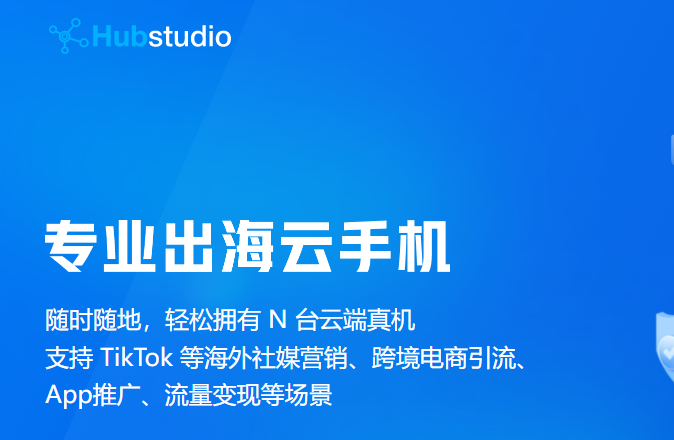 Hubstudio
专业出海云手机
随时随地，轻松拥有 N 台云端真机
支持 TikTok 等海外社媒营销、跨境电商引流、
App推广、流量变现等场景